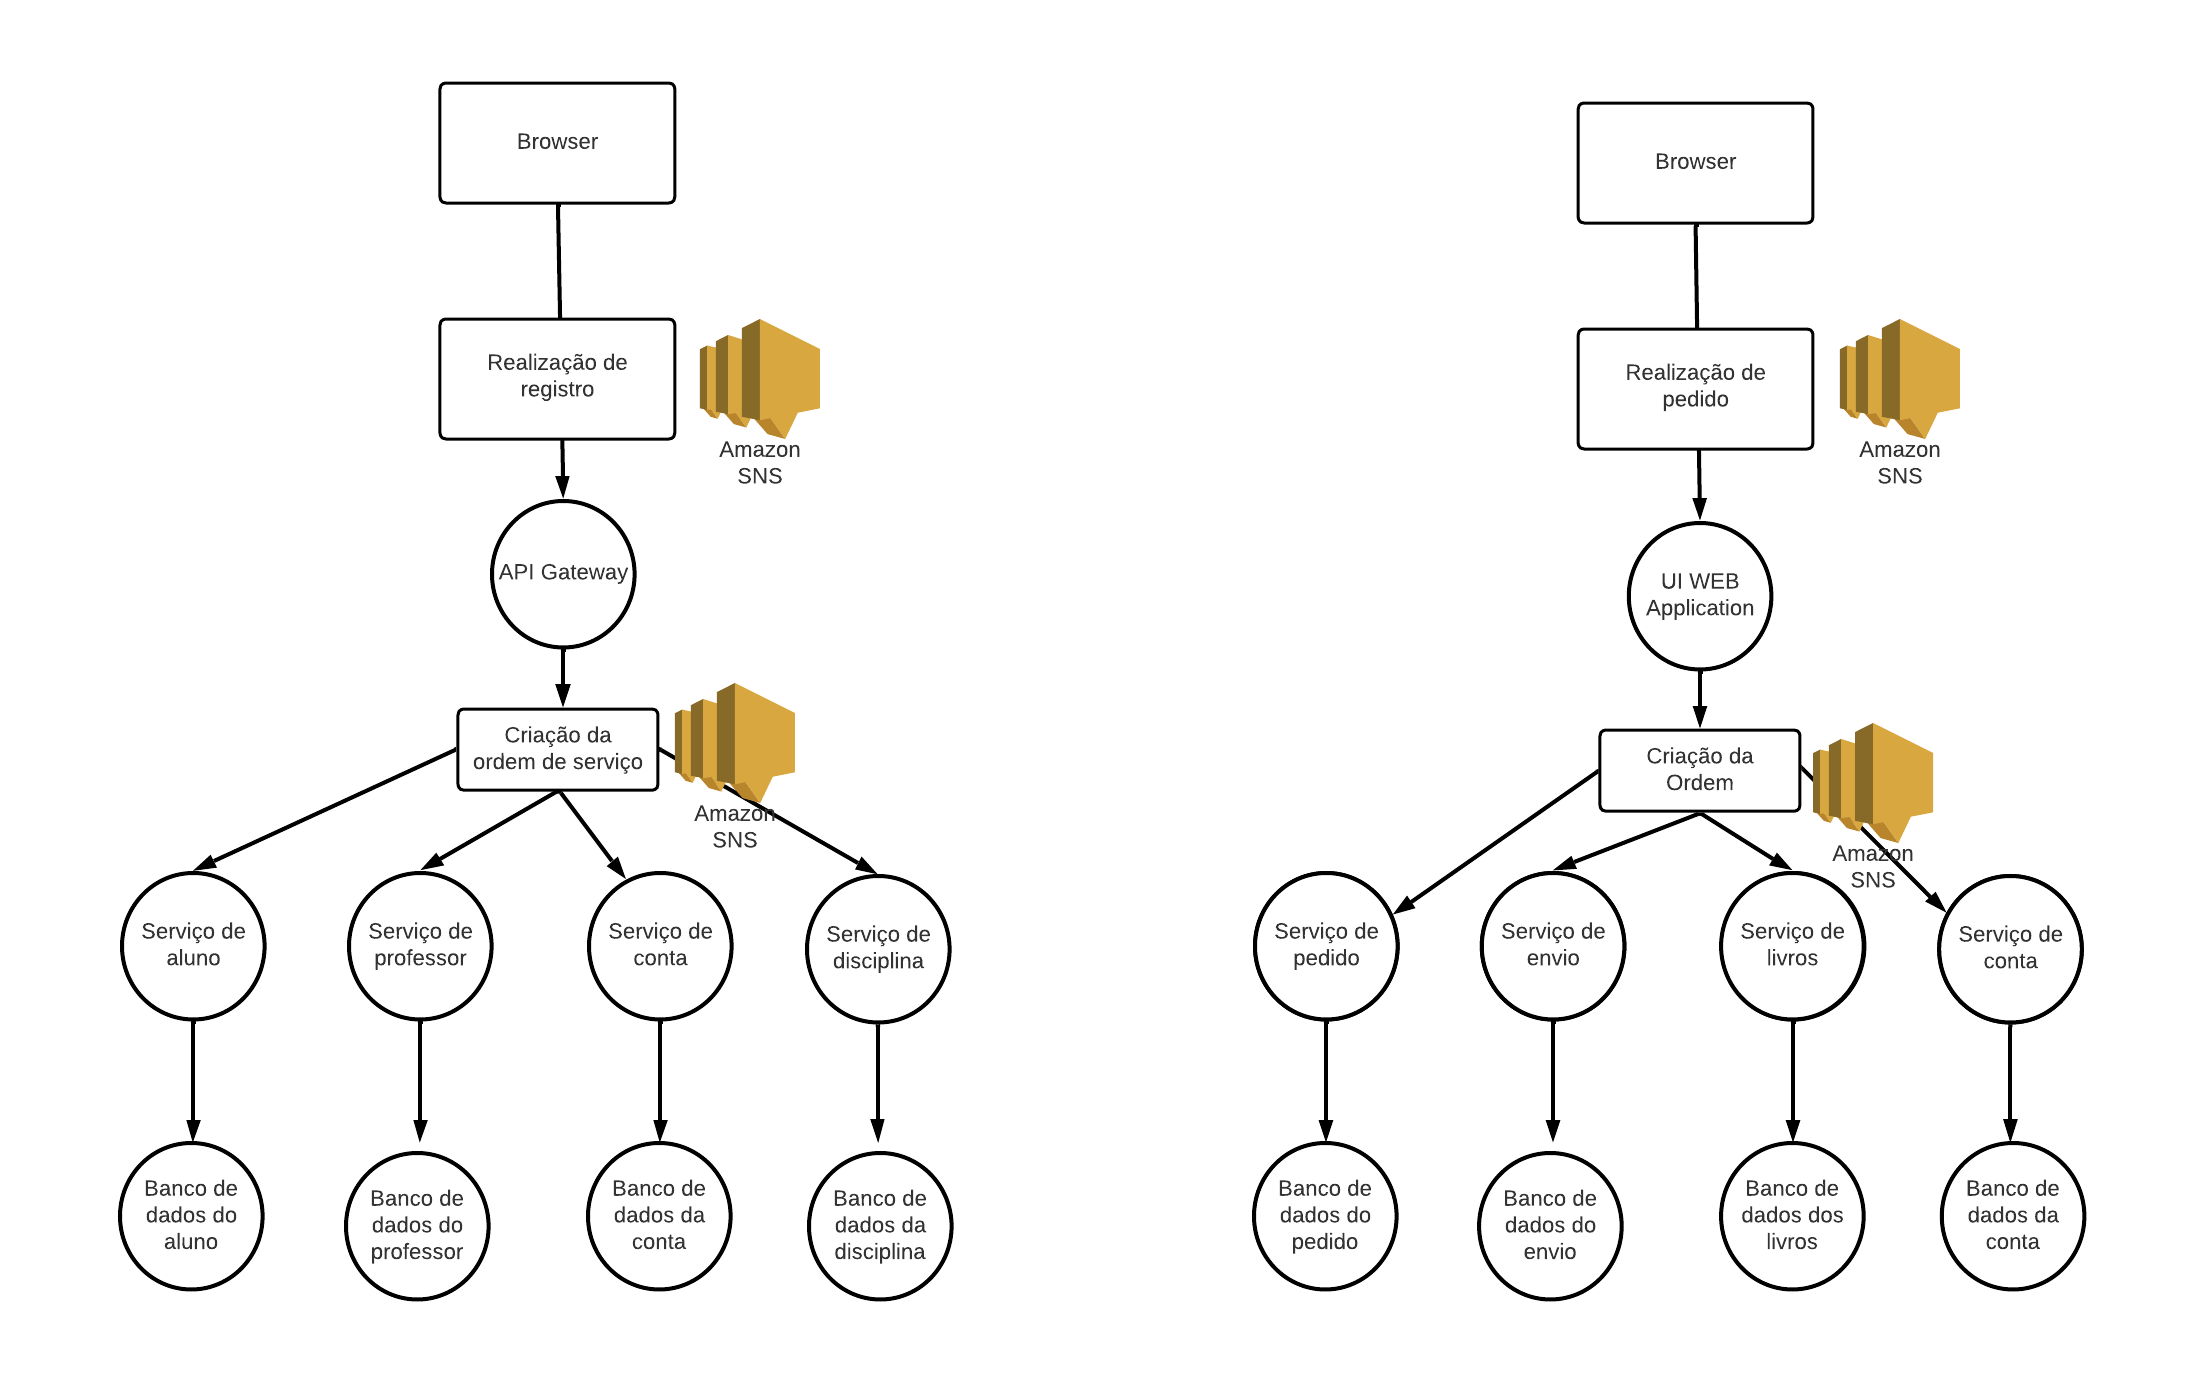 Browser
Realização de
registro
Amazon
SNS
API Gateway
Criação da
ordem de serviço
Amazon
SNS
Serviço de
aluno
Serviço de
professor
Serviço de
conta
Serviço de
disciplina
Banco de
dados do
aluno
Banco de
dados do
professor
Banco de
dados da
conta
Banco de
dados da
disciplina
Browser
Realização de
pedido
Amazon
SNS
UI WEB
Application
Criação da
Ordem
Amazon
SNS
Serviço de
pedido
Serviço de
envio
Serviço de
livros
Serviço de
conta
Banco de
dados do
pedido
Banco de
dados do
envio
Banco de
dados dos
livros
Banco de
dados da
conta